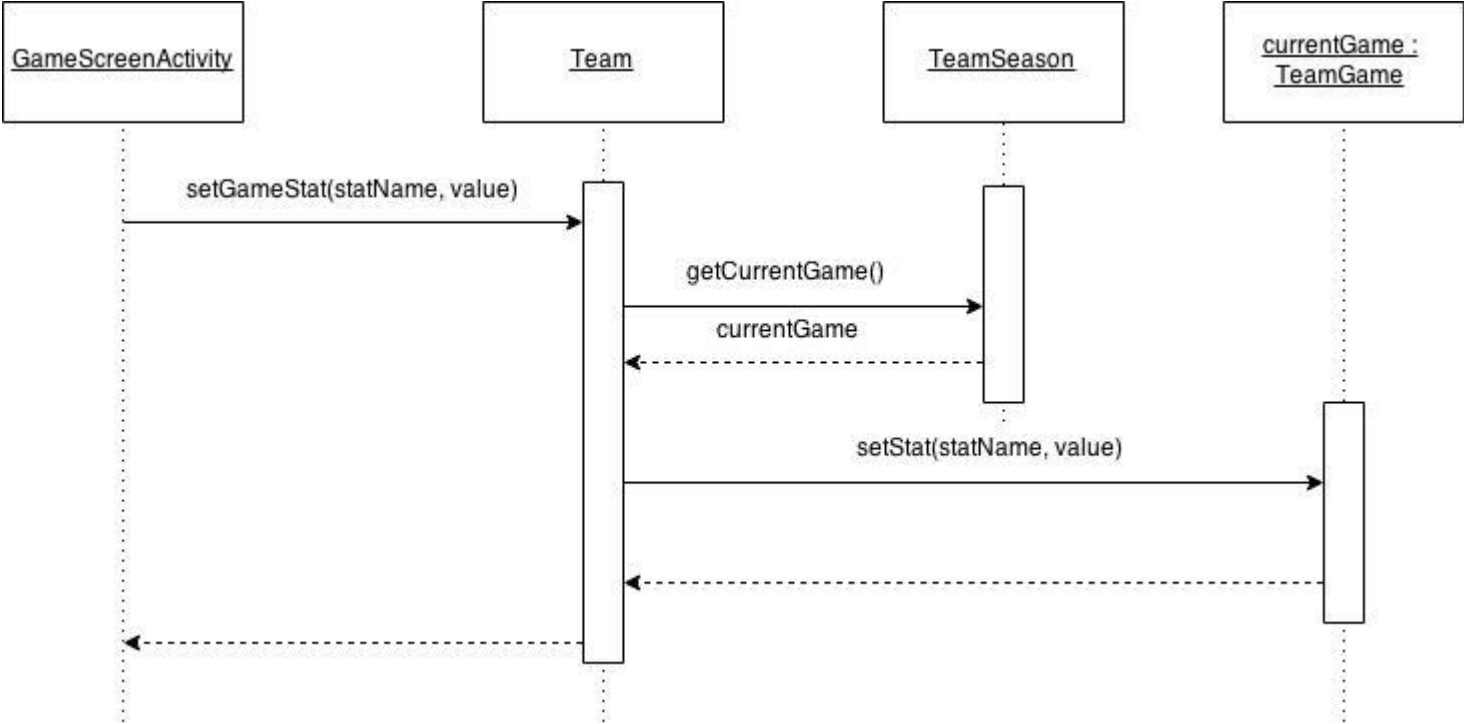 GameScreenActivity
Team
TeamSeason
currentGame :
TeamGame
setGameStat(statName, value)
getCurrentGame()
currentGame
setStat(statName, value)